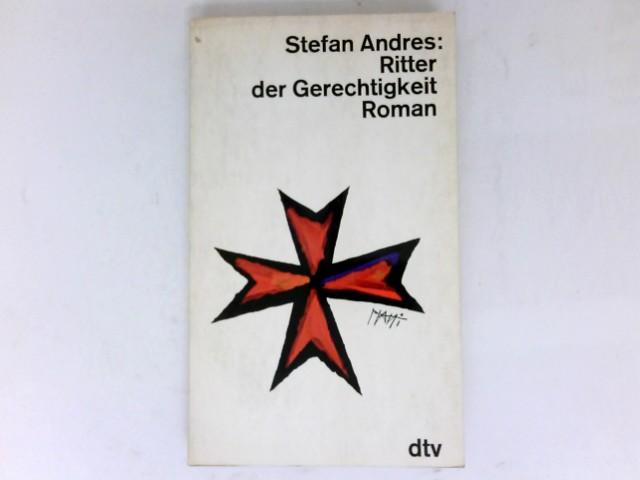 Stefan Andres:
Ritter
der Gerechtigkeit
Roman
dtv